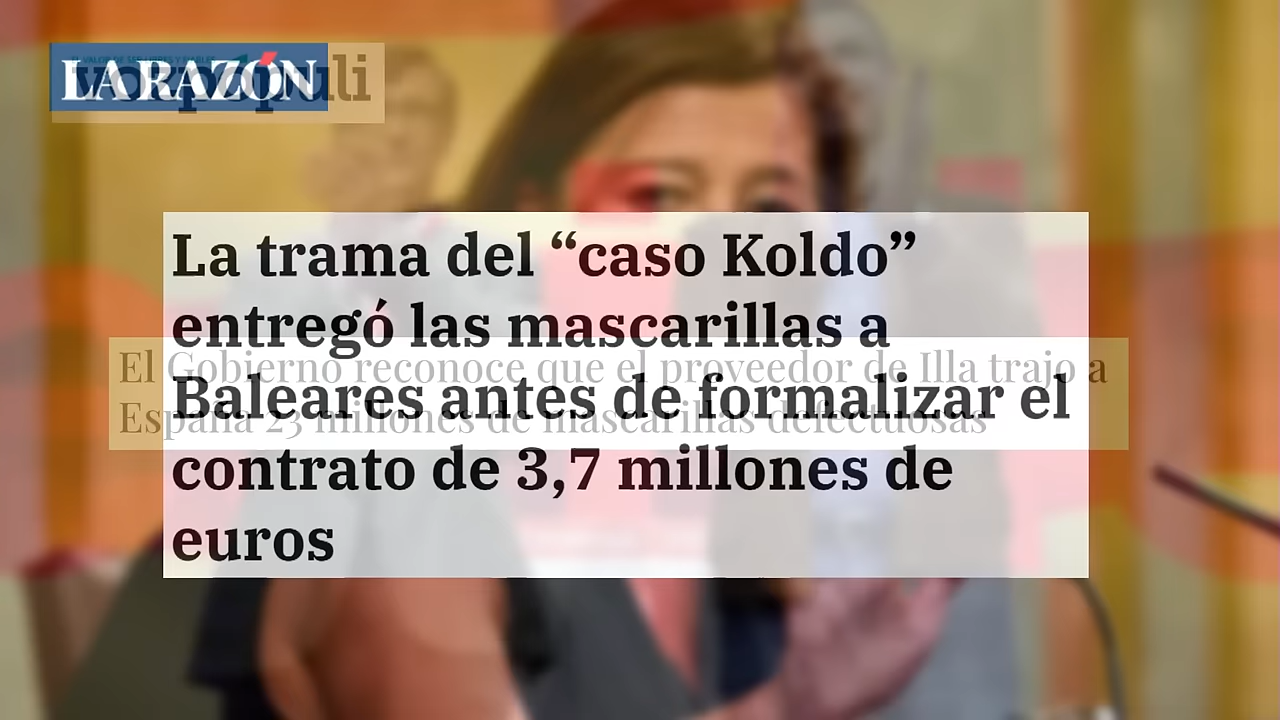 LA RAZÓN
vozpópuli
La trama del “caso Koldo”
entregó las mascarillas a
Baleares antes de formalizar el
contrato de 3,7 millones de
euros
El Gobierno reconoce que el proveedor de Illa trajo a
España 23 millones de mascarillas defectuosas